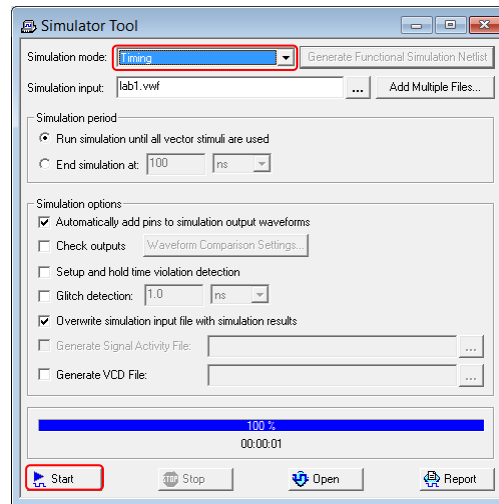 Simulator Tool
Simulation mode: Timing Generate Functional Simulation Netlist
Simulation input: lab1.vwf ... Add Multiple Files...
Simulation period
Run simulation until all vector stimuli are used
End simulation at: 100 ns
Simulation options
Automatically add pins to simulation output waveforms
Check outputs Waveform Comparison Settings...
Setup and hold time violation detection
Glitch detection: 1.0 ns
Overwrite simulation input file with simulation results
Generate Signal Activity File: ...
Generate VCD File: ...
100 %
00:00:01
Start STOP Stop Open Report